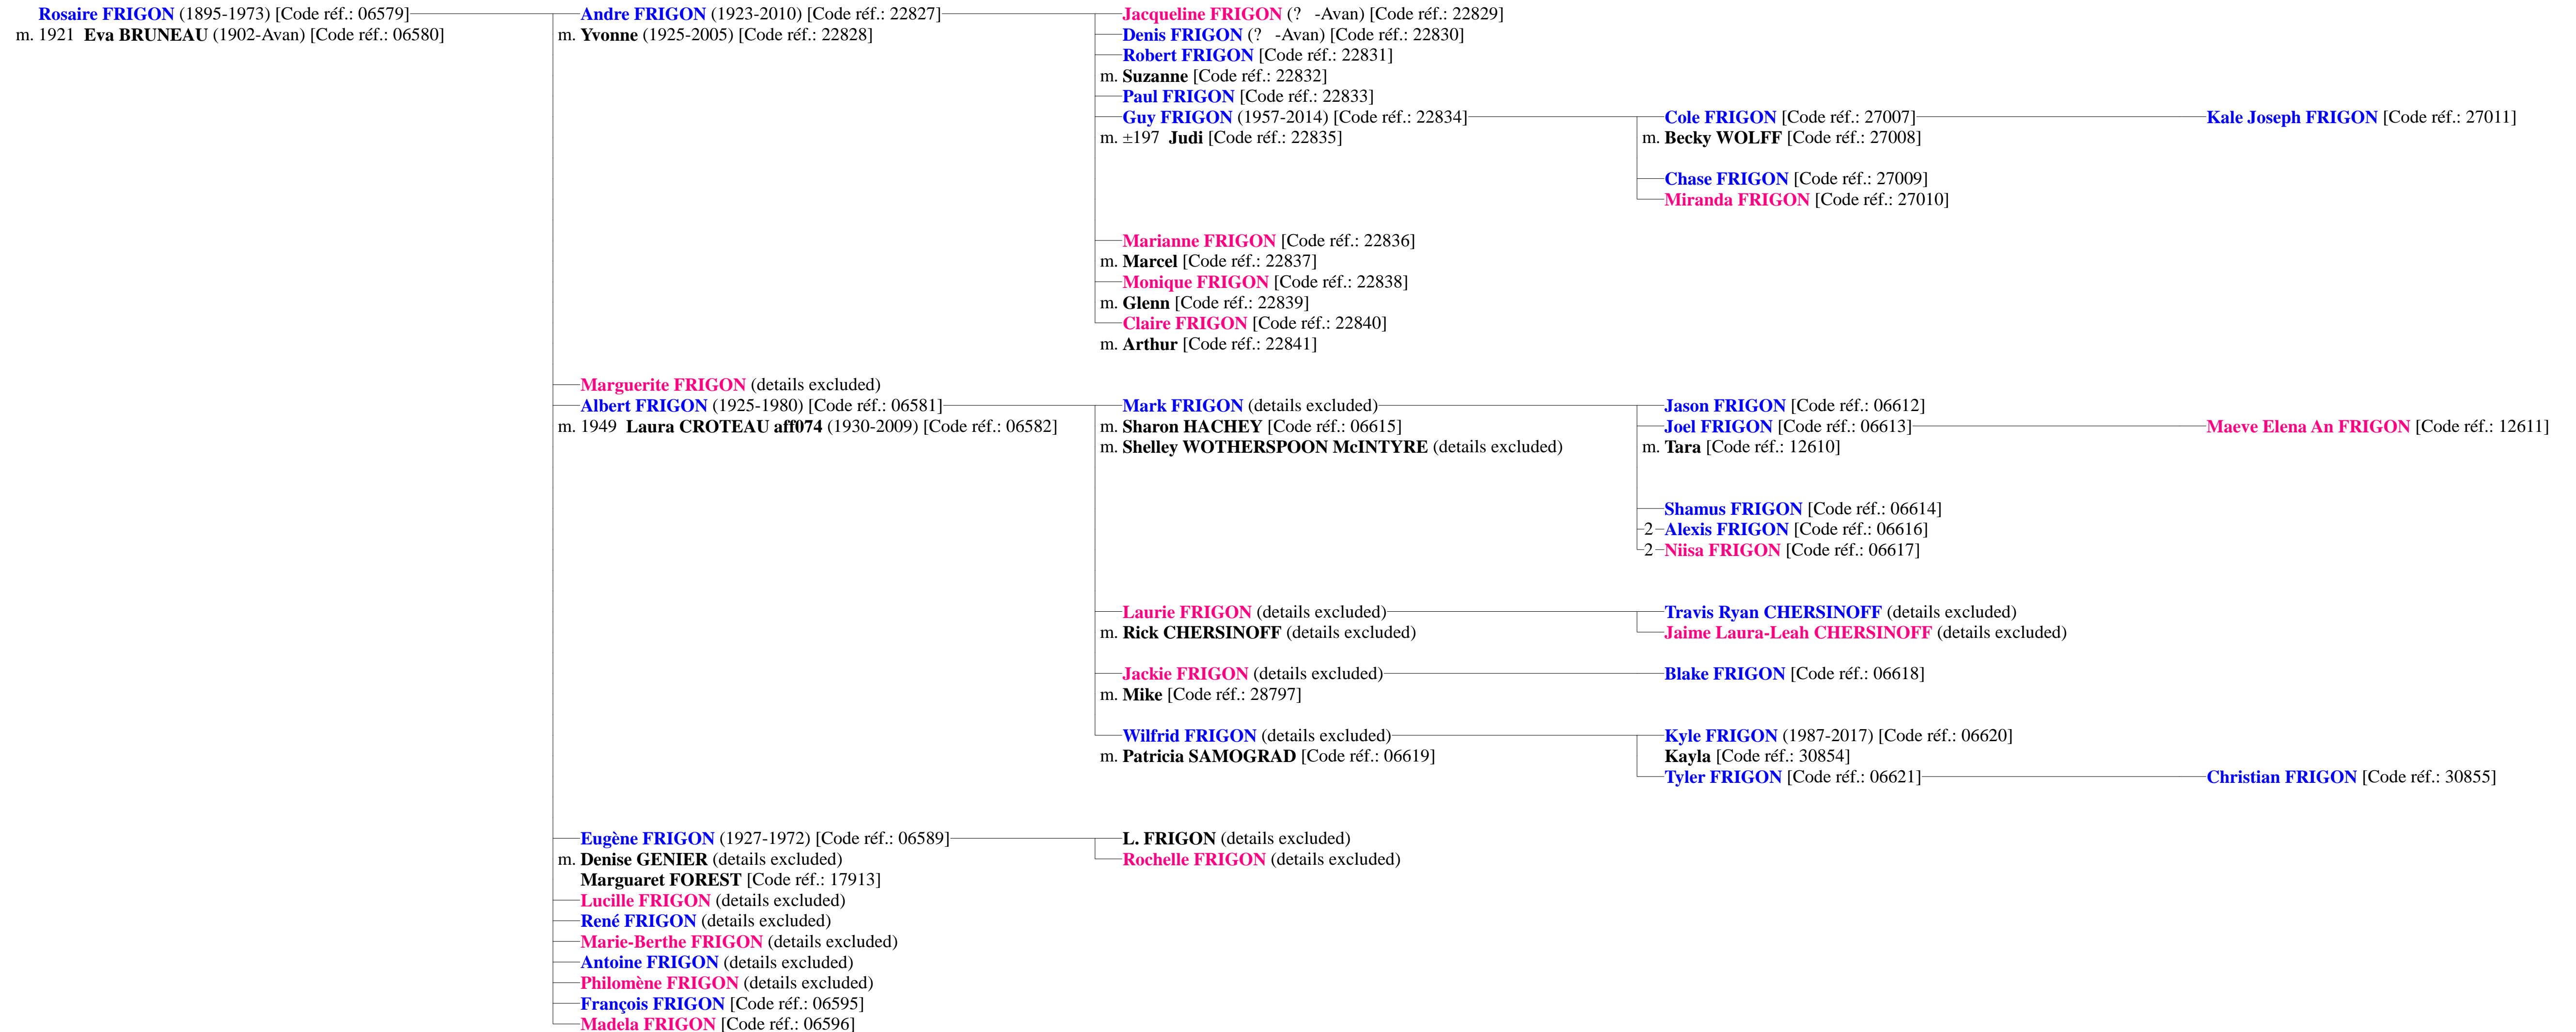 Rosaire FRIGON (1895-1973) [Code réf.: 06579]
m. 1921 Eva BRUNEAU (1902-Avan) [Code réf.: 06580]
Andre FRIGON (1923-2010) [Code réf.: 22827]
m. Yvonne (1925-2005) [Code réf.: 22828]
Jacqueline FRIGON (? -Avan) [Code réf.: 22829]
Denis FRIGON (? -Avan) [Code réf.: 22830]
Robert FRIGON [Code réf.: 22831]
m. Suzanne [Code réf.: 22832]
Paul FRIGON [Code réf.: 22833]
Guy FRIGON (1957-2014) [Code réf.: 22834]
m. ±197 Judi [Code réf.: 22835]
Cole FRIGON [Code réf.: 27007]
m. Becky WOLFF [Code réf.: 27008]
Kale Joseph FRIGON [Code réf.: 27011]
Chase FRIGON [Code réf.: 27009]
Miranda FRIGON [Code réf.: 27010]
Marianne FRIGON [Code réf.: 22836]
m. Marcel [Code réf.: 22837]
Monique FRIGON [Code réf.: 22838]
m. Glenn [Code réf.: 22839]
Claire FRIGON [Code réf.: 22840]
m. Arthur [Code réf.: 22841]
Marguerite FRIGON (details excluded)
Albert FRIGON (1925-1980) [Code réf.: 06581]
m. 1949 Laura CROTEAU aff074 (1930-2009) [Code réf.: 06582]
Mark FRIGON (details excluded)
m. Sharon HACHEY [Code réf.: 06615]
m. Shelley WOTHERSPOON McINTYRE (details excluded)
Jason FRIGON [Code réf.: 06612]
Joel FRIGON [Code réf.: 06613]
m. Tara [Code réf.: 12610]
Maeve Elena An FRIGON [Code réf.: 12611]
Shamus FRIGON [Code réf.: 06614]
2 Alexis FRIGON [Code réf.: 06616]
2 Niisa FRIGON [Code réf.: 06617]
Laurie FRIGON (details excluded)
m. Rick CHERSINOFF (details excluded)
Travis Ryan CHERSINOFF (details excluded)
Jaime Laura-Leah CHERSINOFF (details excluded)
Jackie FRIGON (details excluded)
m. Mike [Code réf.: 28797]
Blake FRIGON [Code réf.: 06618]
Wilfrid FRIGON (details excluded)
m. Patricia SAMOGRAD [Code réf.: 06619]
Kyle FRIGON (1987-2017) [Code réf.: 06620]
Kayla [Code réf.: 30854]
Tyler FRIGON [Code réf.: 06621]
Christian FRIGON [Code réf.: 30855]
Eugène FRIGON (1927-1972) [Code réf.: 06589]
m. Denise GENIER (details excluded)
Marguaret FOREST [Code réf.: 17913]
L. FRIGON (details excluded)
Rochelle FRIGON (details excluded)
Lucille FRIGON (details excluded)
René FRIGON (details excluded)
Marie-Berthe FRIGON (details excluded)
Antoine FRIGON (details excluded)
Philomène FRIGON (details excluded)
François FRIGON [Code réf.: 06595]
Madela FRIGON [Code réf.: 06596]